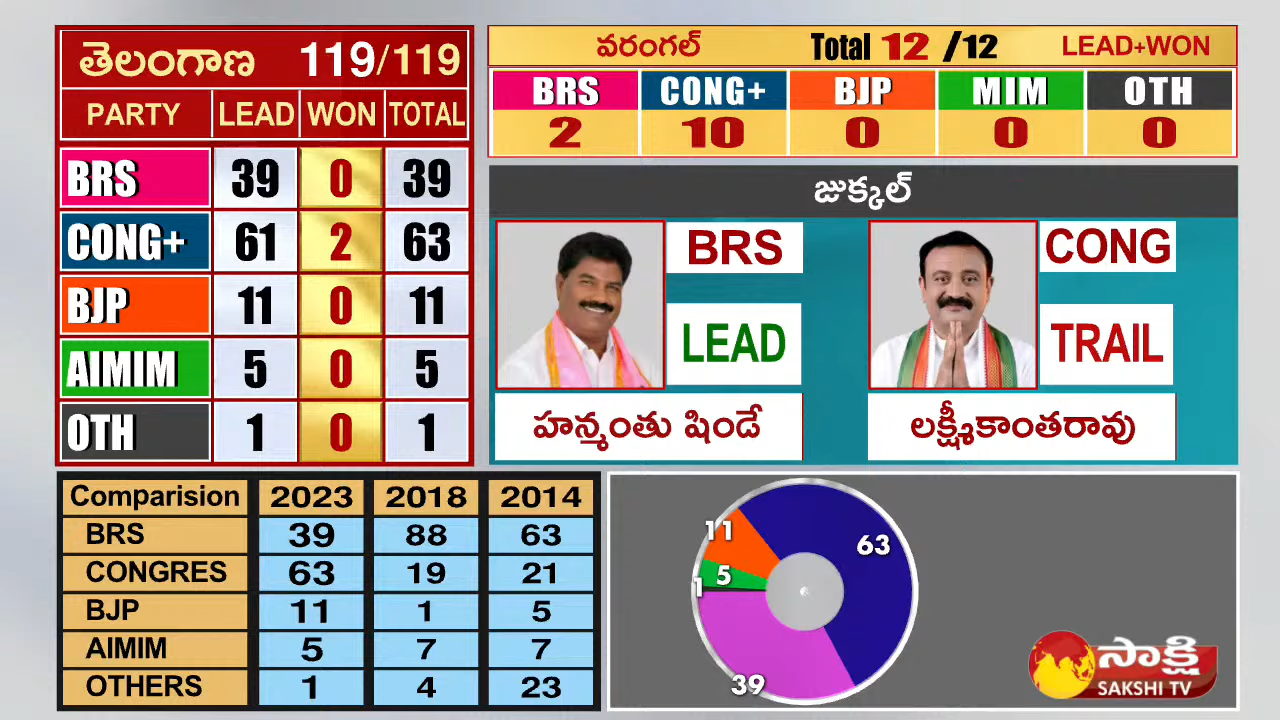 తెలంగాణ 119/119
PARTY LEAD WON TOTAL
BRS 39 0 39
CONG+ 61 2 63
BJP 11 0 11
AIMIM 5 0 5
OTH 1 0 1
వరంగల్ Total 12 /12 LEAD+WON
BRS CONG+ BJP MIM OTH
2 10 0 0 0
జుక్కల్
BRS CONG
LEAD TRAIL
హన్మంతు షిండే లక్ష్మీకాంతరావు
Comparision 2023 2018 2014
BRS 39 88 63
CONGRES 63 19 21
BJP 11 1 5
AIMIM 5 7 7
OTHERS 1 4 23
11 63
5
1
39
సాక్షి
SAKSHI TV